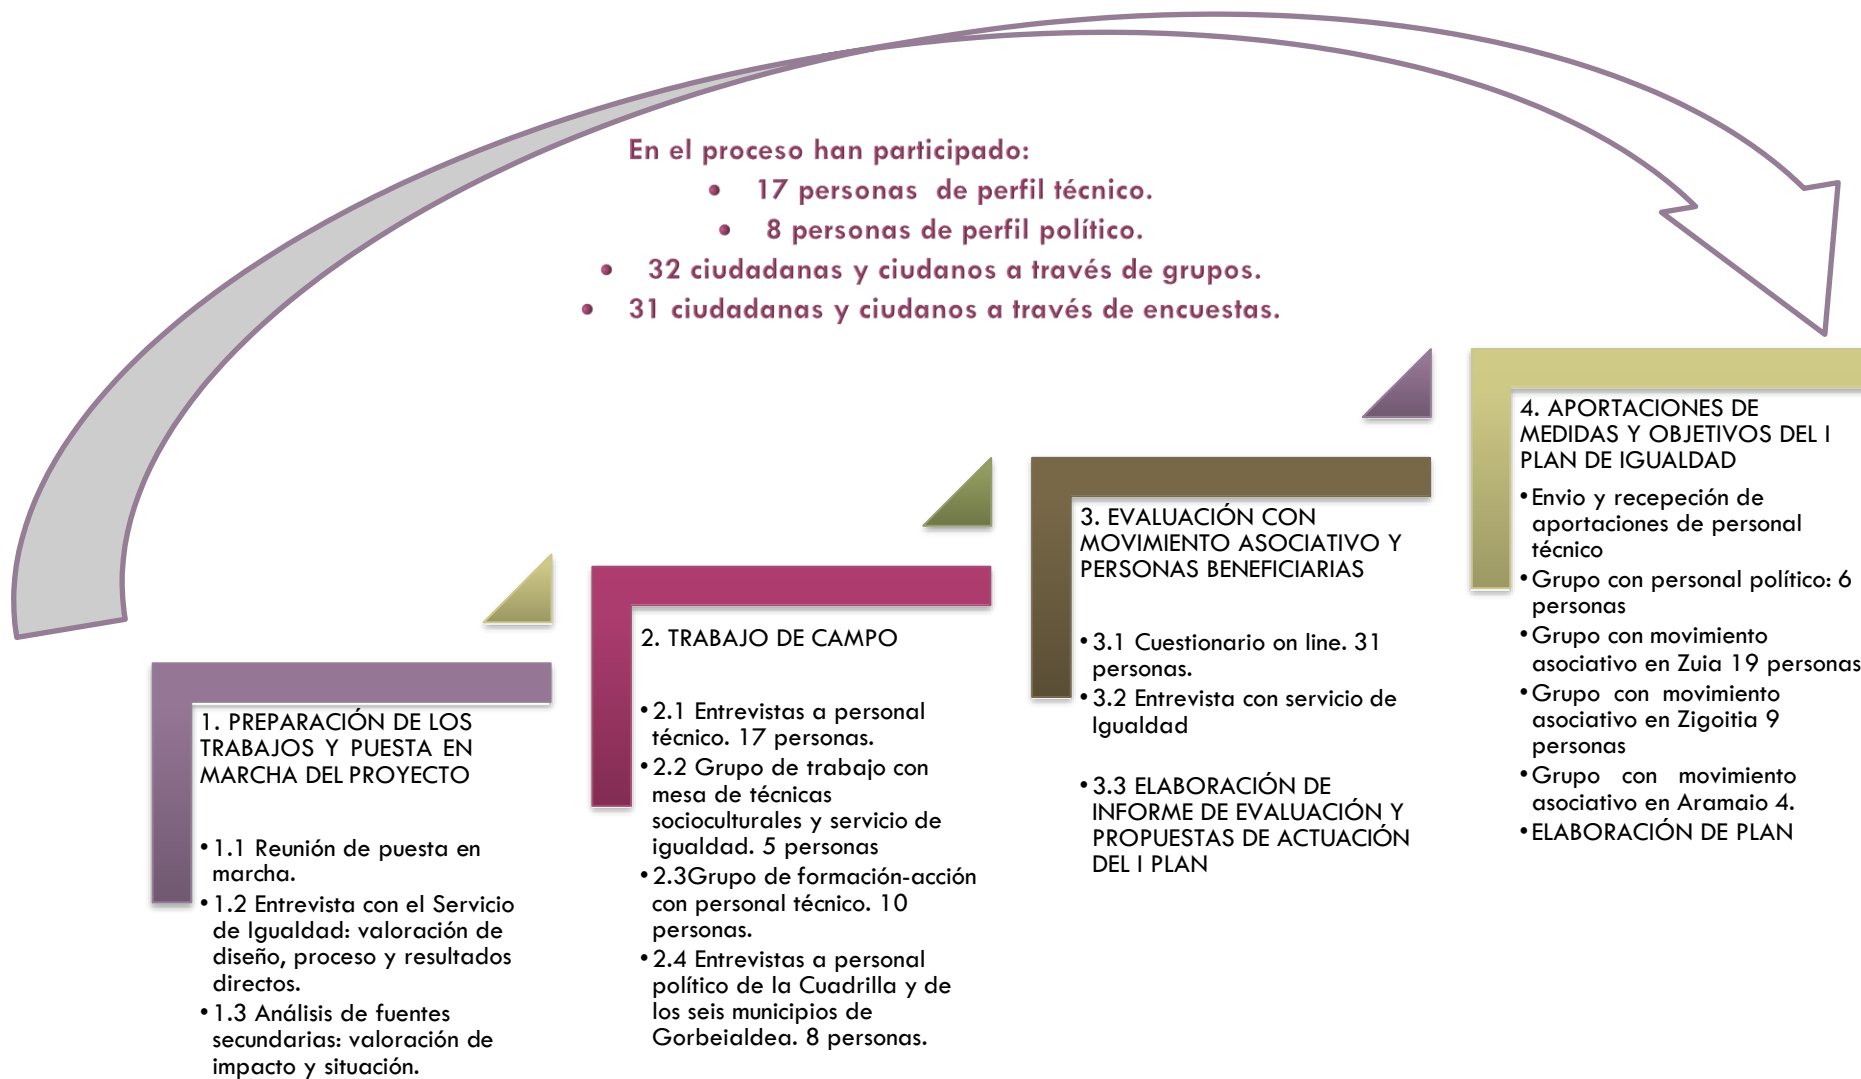 En el proceso han participado:
• 17 personas de perfil técnico.
• 8 personas de perfil político.
• 32 ciudadanas y ciudanos a través de grupos.
• 31 ciudadanas y ciudanos a través de encuestas.
1. PREPARACIÓN DE LOS
TRABAJOS Y PUESTA EN
MARCHA DEL PROYECTO
• 1.1 Reunión de puesta en
marcha.
• 1.2 Entrevista con el Servicio
de Igualdad: valoración de
diseño, proceso y resultados
directos.
• 1.3 Análisis de fuentes
secundarias: valoración de
impacto y situación.
2. TRABAJO DE CAMPO
• 2.1 Entrevistas a personal
técnico. 17 personas.
• 2.2 Grupo de trabajo con
mesa de técnicas
socioculturales y servicio de
igualdad. 5 personas
• 2.3Grupo de formación-acción
con personal técnico. 10
personas.
• 2.4 Entrevistas a personal
político de la Cuadrilla y de
los seis municipios de
Gorbeialdea. 8 personas.
3. EVALUACIÓN CON
MOVIMIENTO ASOCIATIVO Y
PERSONAS BENEFICIARIAS
• 3.1 Cuestionario on line. 31
personas.
• 3.2 Entrevista con servicio de
Igualdad
• 3.3 ELABORACIÓN DE
INFORME DE EVALUACIÓN Y
PROPUESTAS DE ACTUACIÓN
DEL I PLAN
4. APORTACIONES DE
MEDIDAS Y OBJETIVOS DEL I
PLAN DE IGUALDAD
• Envio y recepeción de
aportaciones de personal
técnico
• Grupo con personal político: 6
personas
• Grupo con movimiento
asociativo en Zuia 19 personas
• Grupo con movimiento
asociativo en Zigoitia 9
personas
• Grupo con movimiento
asociativo en Aramaio 4.
• ELABORACIÓN DE PLAN